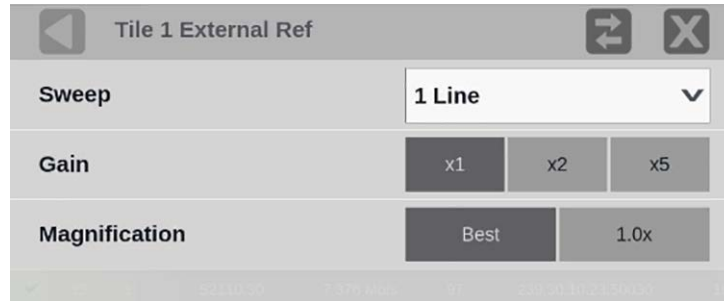 Tile 1 External Ref
Sweep 1 Line
Gain x1 x2 x5
Magnification Best 1.0x